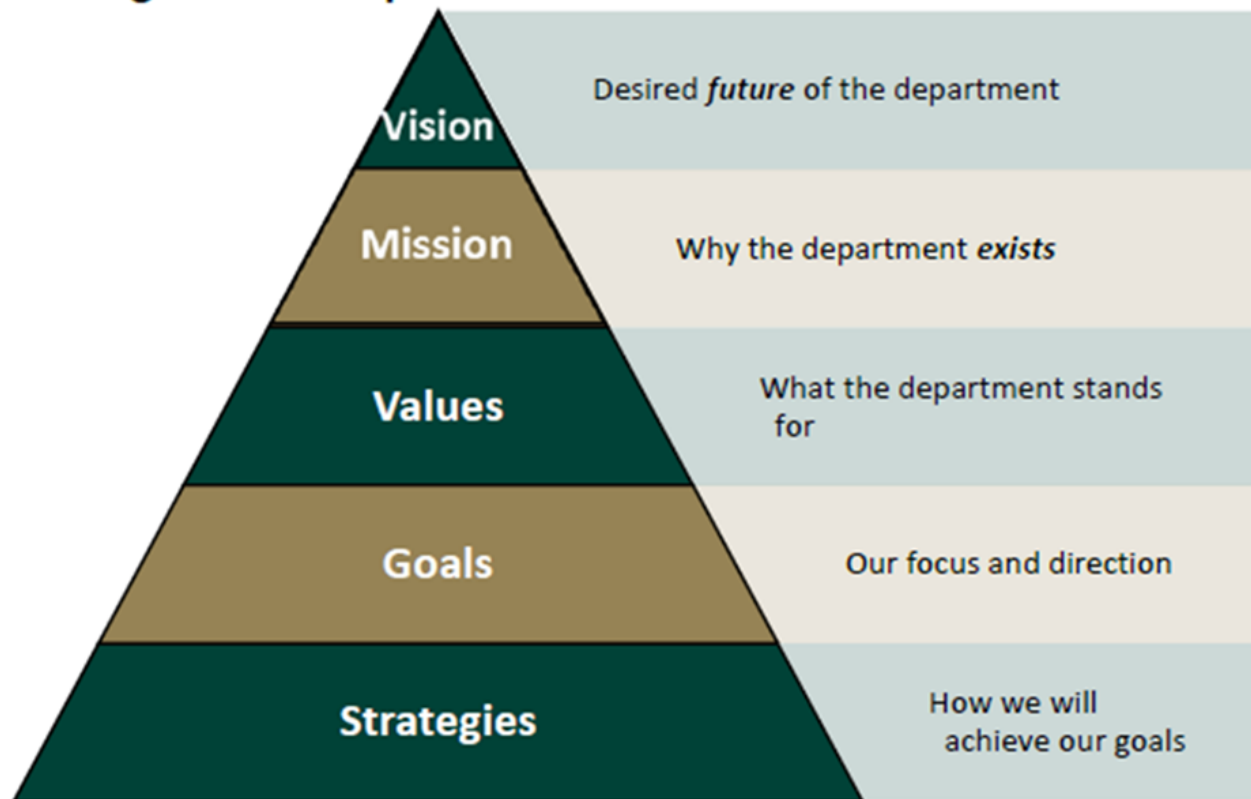 Vision
Desired future of the department
Mission
Why the department exists
Values
What the department stands
for
Goals
Our focus and direction
Strategies
How we will
achieve our goals